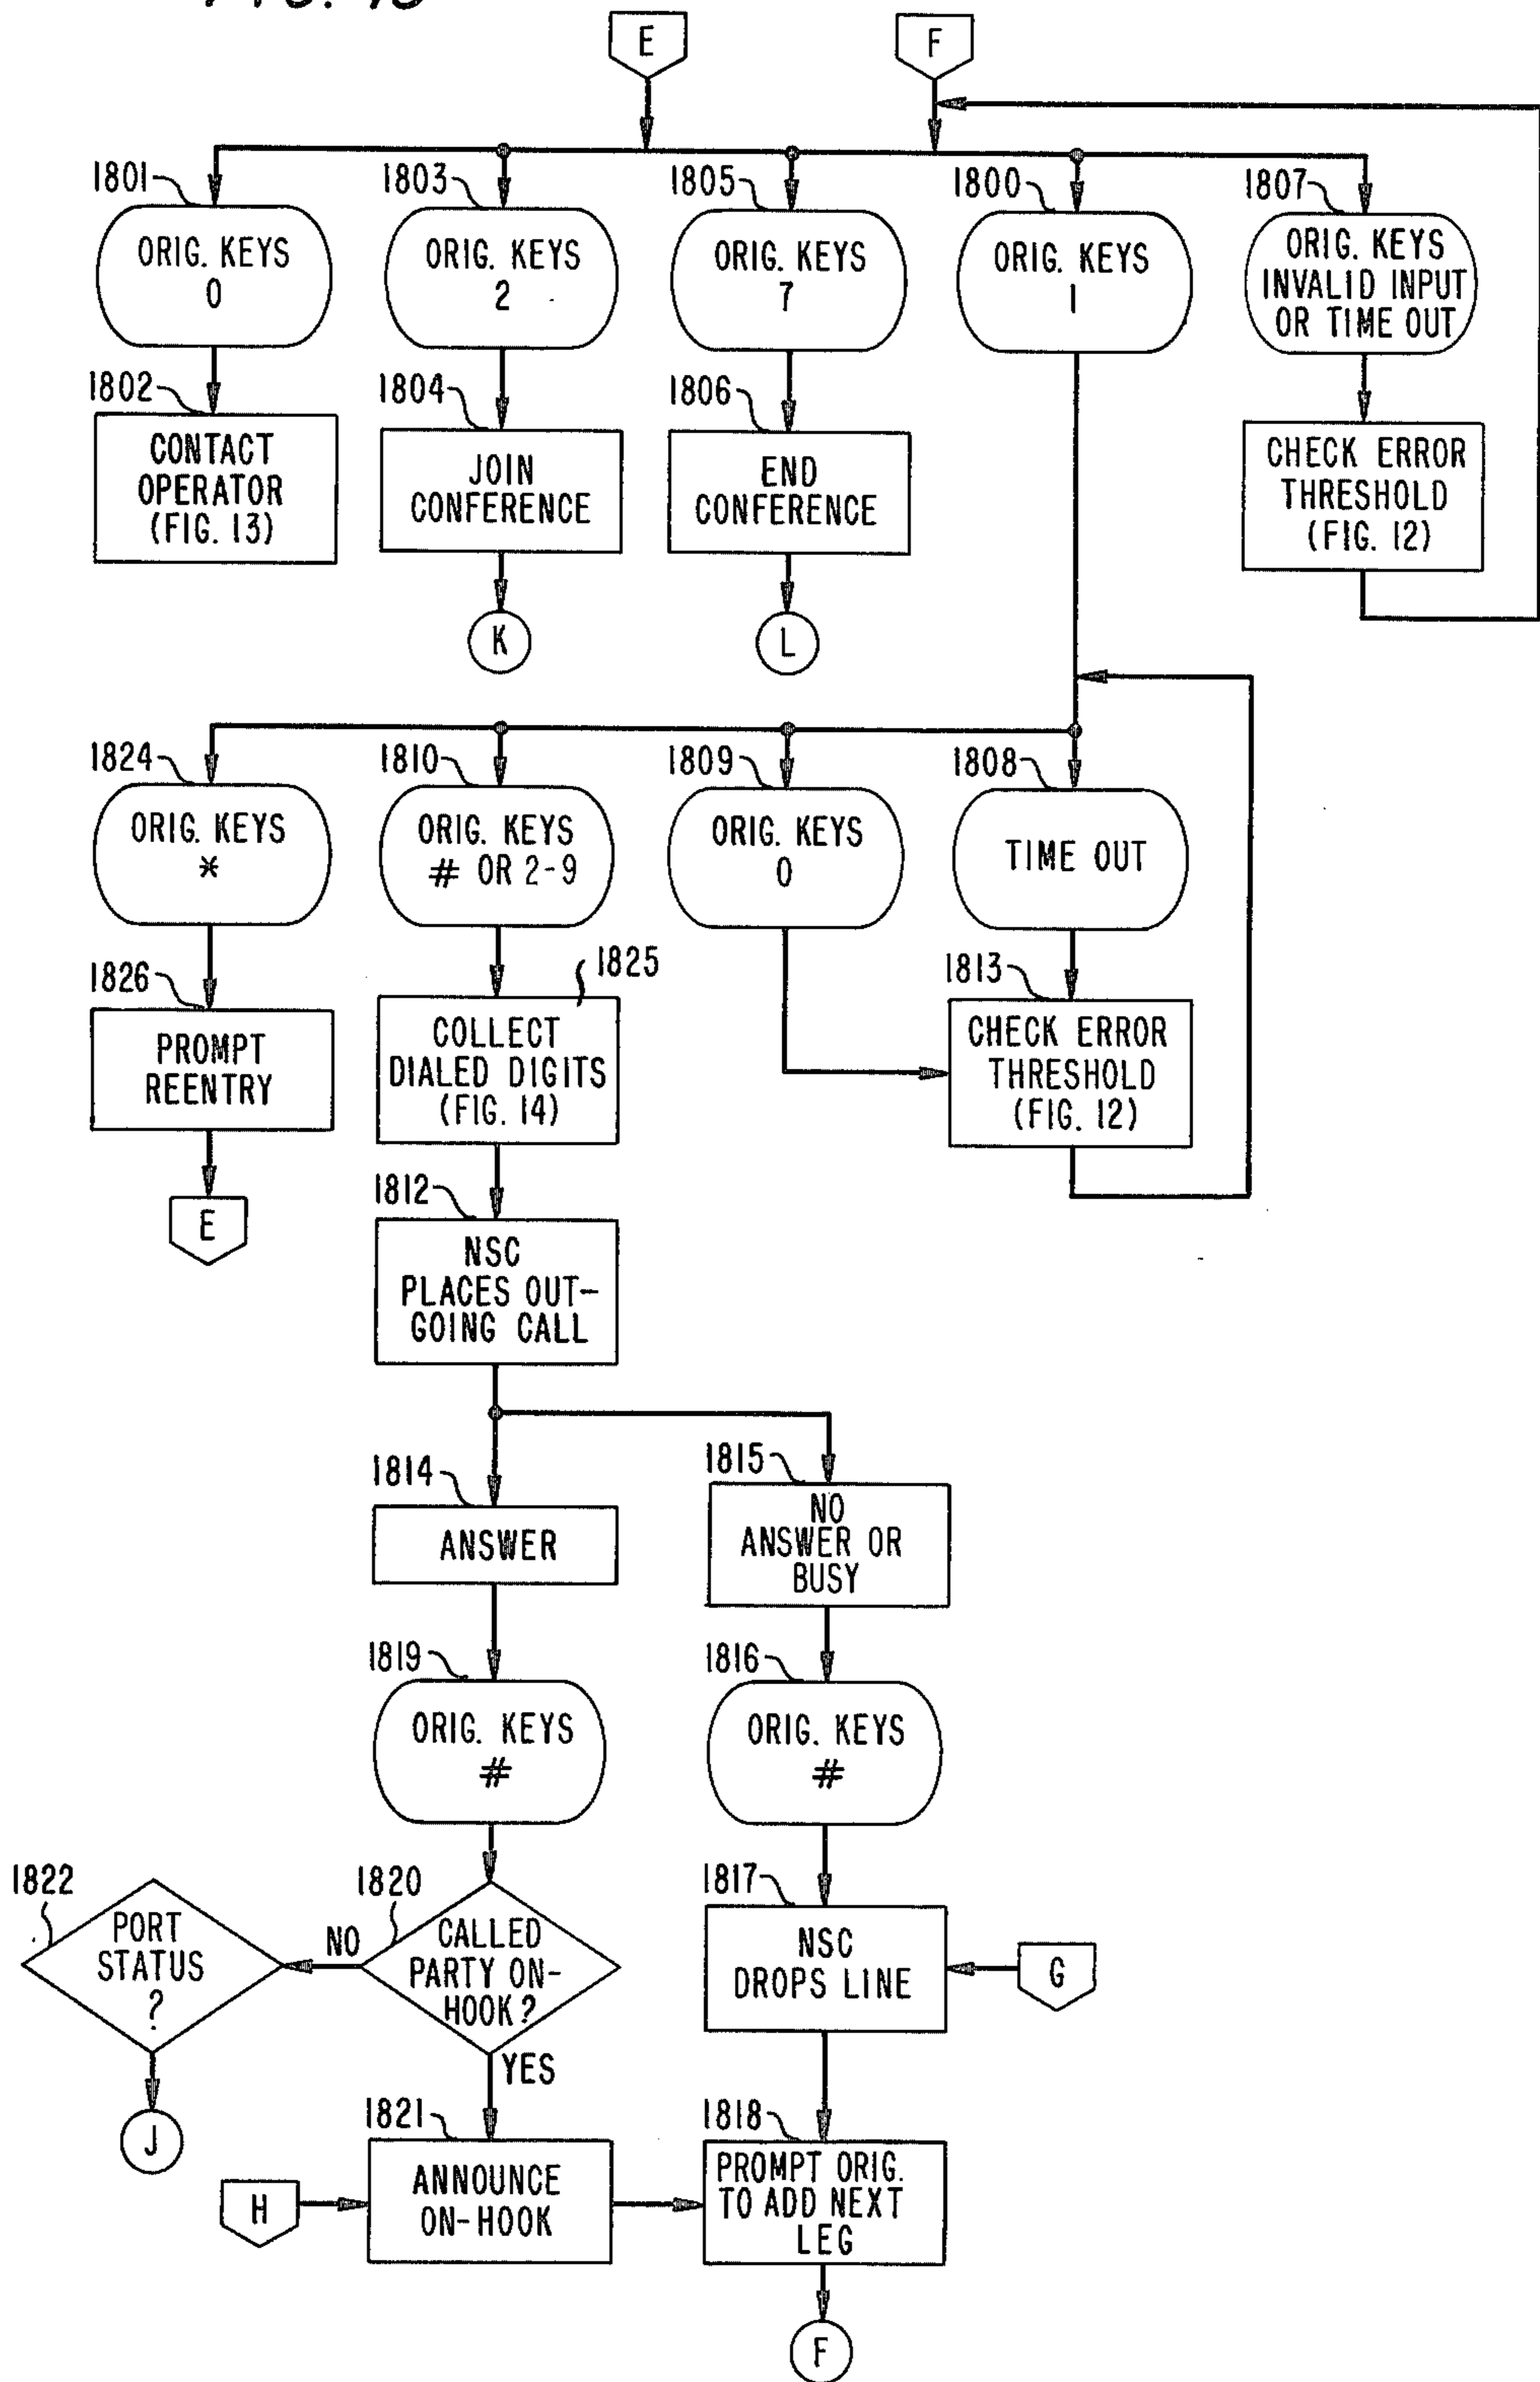 E
F
1801
1803
1805
1800
1807
ORIG. KEYS
0
ORIG. KEYS
2
ORIG. KEYS
7
ORIG. KEYS
1
ORIG. KEYS
INVALID INPUT
OR TIME OUT
1802
1804
1806
CONTACT
OPERATOR
(FIG. 13)
JOIN
CONFERENCE
END
CONFERENCE
CHECK ERROR
THRESHOLD
(FIG. 12)
K
L
1824
1810
1809
1808
ORIG. KEYS
*
ORIG. KEYS
# OR 2-9
ORIG. KEYS
0
TIME OUT
1826
1825
1813
PROMPT
REENTRY
COLLECT
DIALED DIGITS
(FIG. 14)
CHECK ERROR
THRESHOLD
(FIG. 12)
E
1812
NSC
PLACES OUT-
GOING CALL
1814
1815
ANSWER
NO
ANSWER OR
BUSY
1819
1816
ORIG. KEYS
#
ORIG. KEYS
#
1822
1820
1817
PORT
STATUS
?
NO
CALLED
PARTY ON-
HOOK?
NSC
DROPS LINE
G
YES
J
1821
1818
H
ANNOUNCE
ON-HOOK
PROMPT ORIG.
TO ADD NEXT
LEG
F